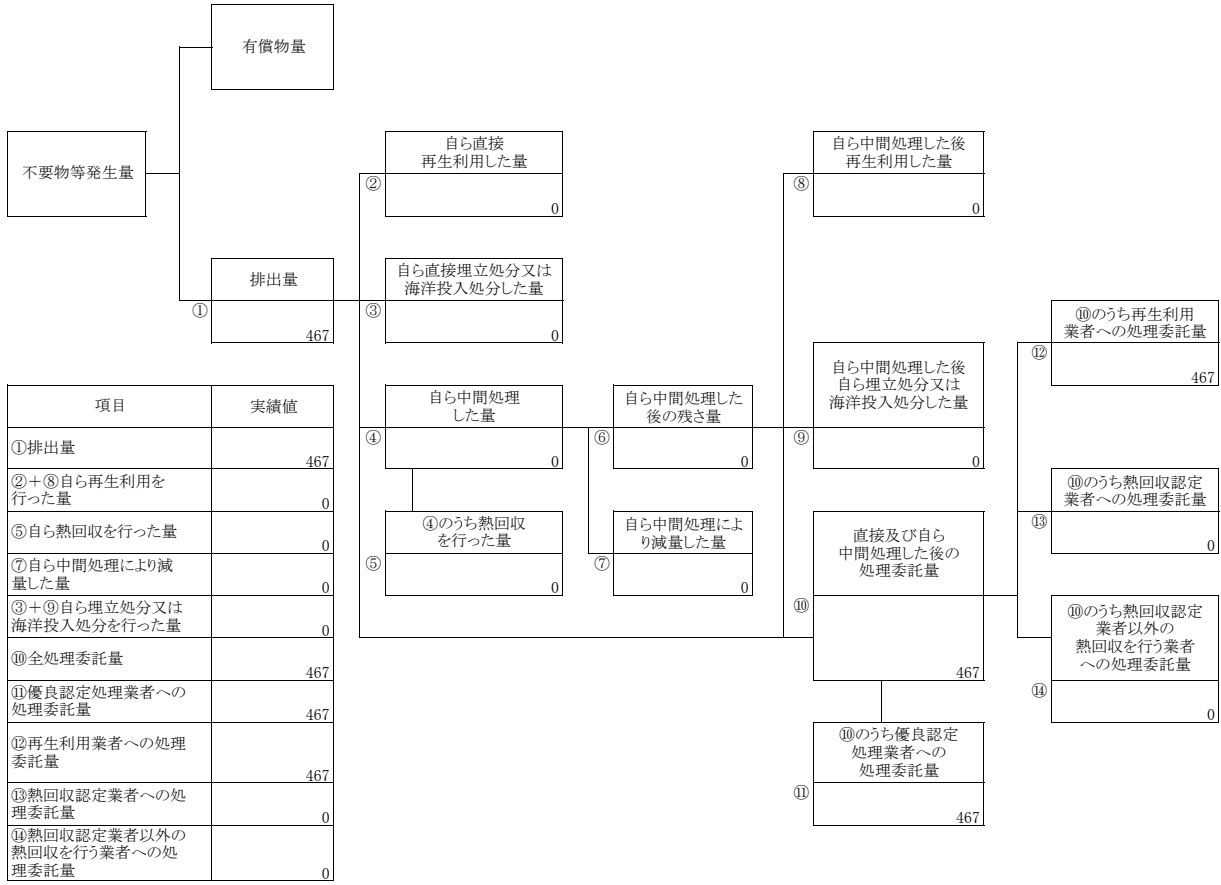 有償物量
不要物等発生量
自ら直接
再生利用した量
②
0
自ら中間処理した後
再生利用した量
⑧
0
排出量
①
467
自ら直接埋立処分又は
海洋投入処分した量
③
0
⑩のうち再生利用
業者への処理委託量
⑫
467
自ら中間処理
した量
④
0
自ら中間処理した
後の残さ量
⑥
0
自ら中間処理した後
自ら埋立処分又は
海洋投入処分した量
⑨
0
④のうち熱回収
を行った量
⑤
0
自ら中間処理によ
り減量した量
⑦
0
直接及び自ら
中間処理した後の
処理委託量
⑩
467
⑩のうち熱回収認定
業者への処理委託量
⑬
0
⑩のうち熱回収認定
業者以外の
熱回収を行う業者
への処理委託量
⑭
0
⑩のうち優良認定
処理業者への
処理委託量
⑪
467
項目 実績値
①排出量
467
②＋⑧自ら再生利用を
行った量
0
⑤自ら熱回収を行った量
0
⑦自ら中間処理により減
量した量
0
③＋⑨自ら埋立処分又は
海洋投入処分を行った量
0
⑩全処理委託量
467
⑪優良認定処理業者への
処理委託量
467
⑫再生利用業者への処理
委託量
467
⑬熱回収認定業者への処
理委託量
0
⑭熱回収認定業者以外の
熱回収を行う業者への処
理委託量
0